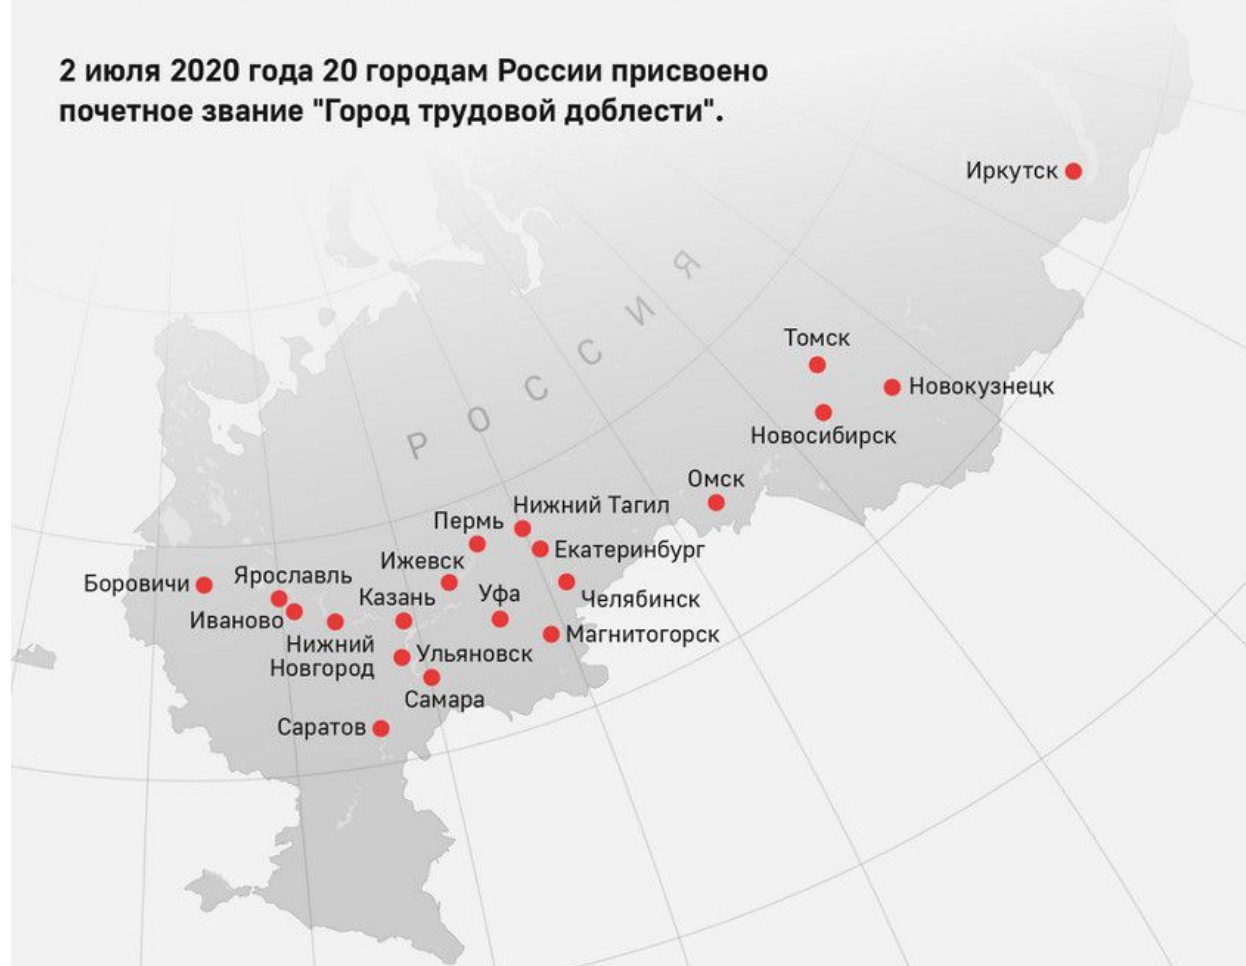 2 июля 2020 года 20 городам России присвоено
почетное звание "Город трудовой доблести".
Иркутск
РОССИЯ
Томск
Новокузнецк
Новосибирск
Омск
Нижний Тагил
Пермь
Екатеринбург
Ижевск
Боровичи
Ярославль
Казань
Уфа
Челябинск
Иваново
Магнитогорск
Нижний
Новгород
Ульяновск
Самара
Саратов